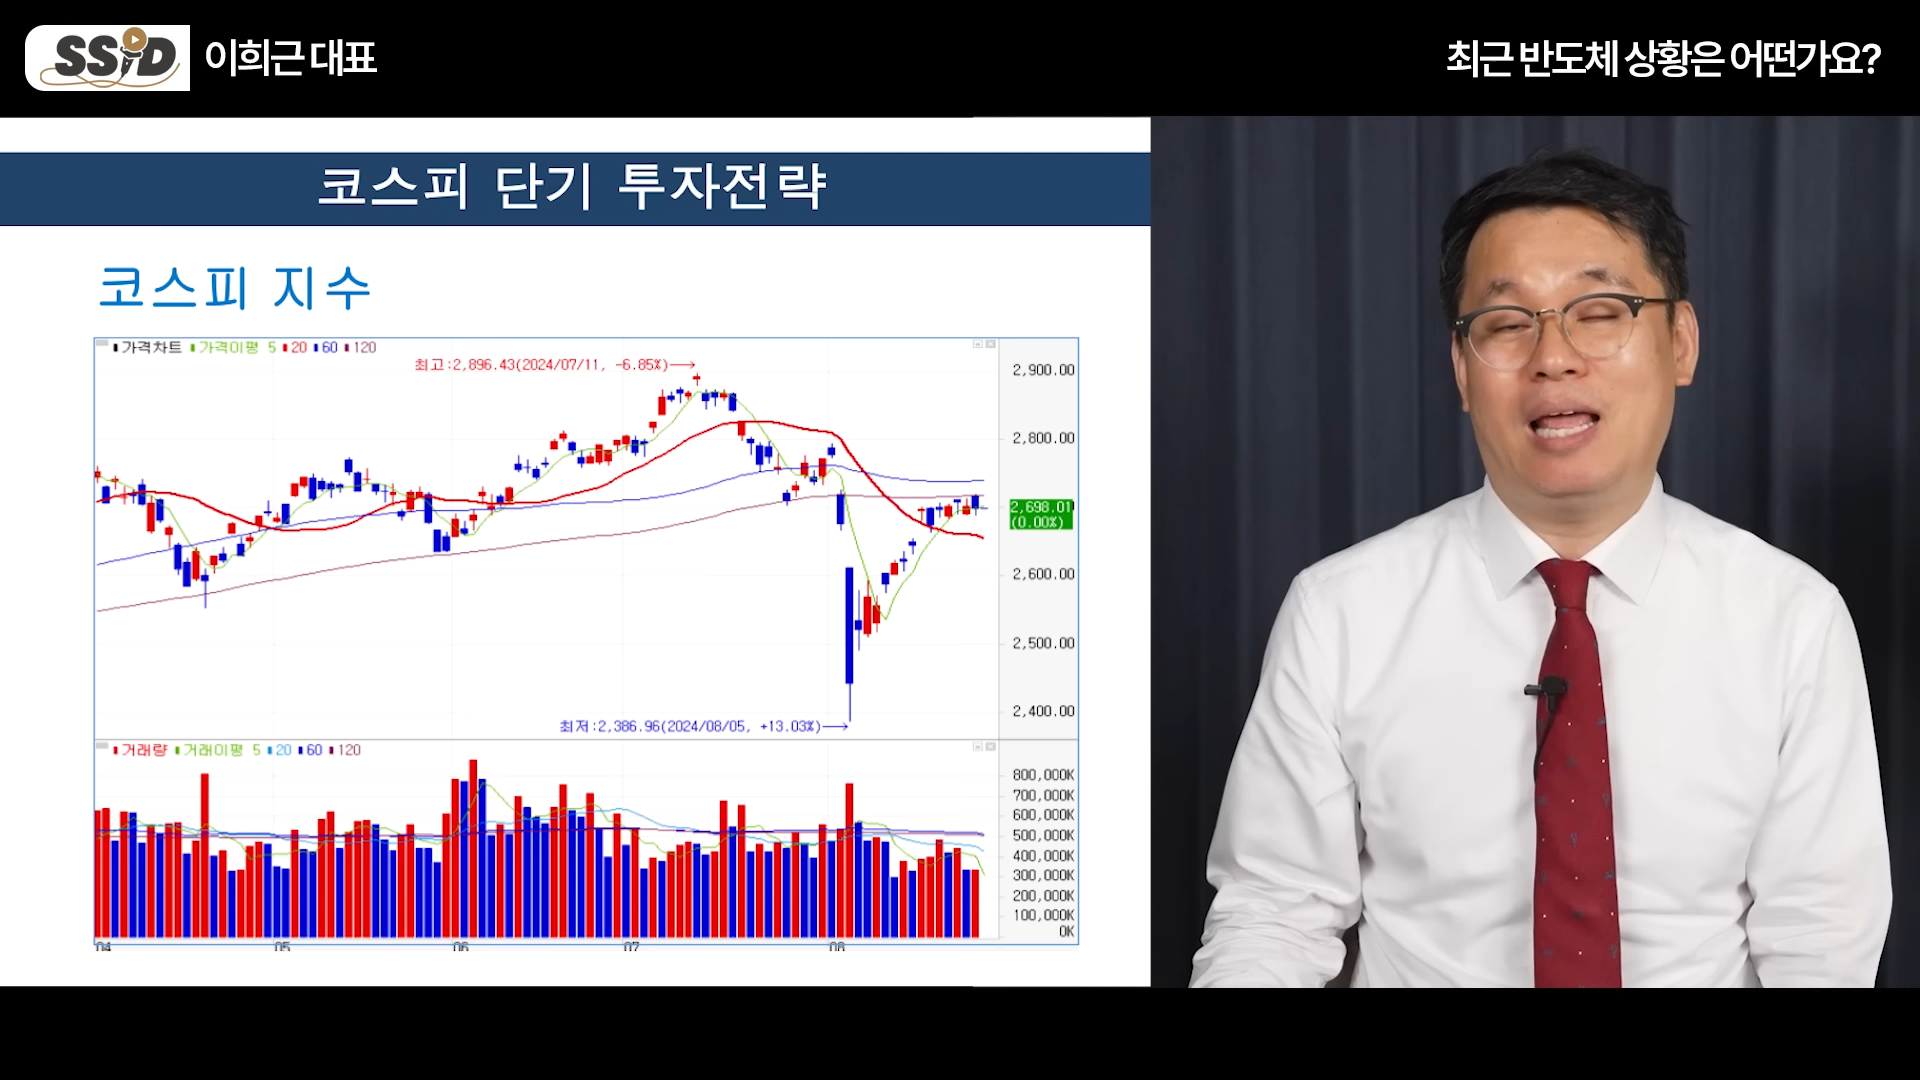 SSiD 이희근 대표
최근 반도체 상황은 어떤가요?
코스피 단기 투자전략
코스피 지수
가격차트 가격이평 5 20 60 120
최고:2,896.43(2024/07/11, -6.85%)
2,900.00
2,800.00
2,698.01
(0.00%)
2,600.00
2,500.00
2,400.00
최저:2,386.96(2024/08/05, +13.03%)
거래량 거래이평 5 20 60 120
800,000K
700,000K
600,000K
500,000K
400,000K
300,000K
200,000K
100,000K
0K
04 05 06 07 08